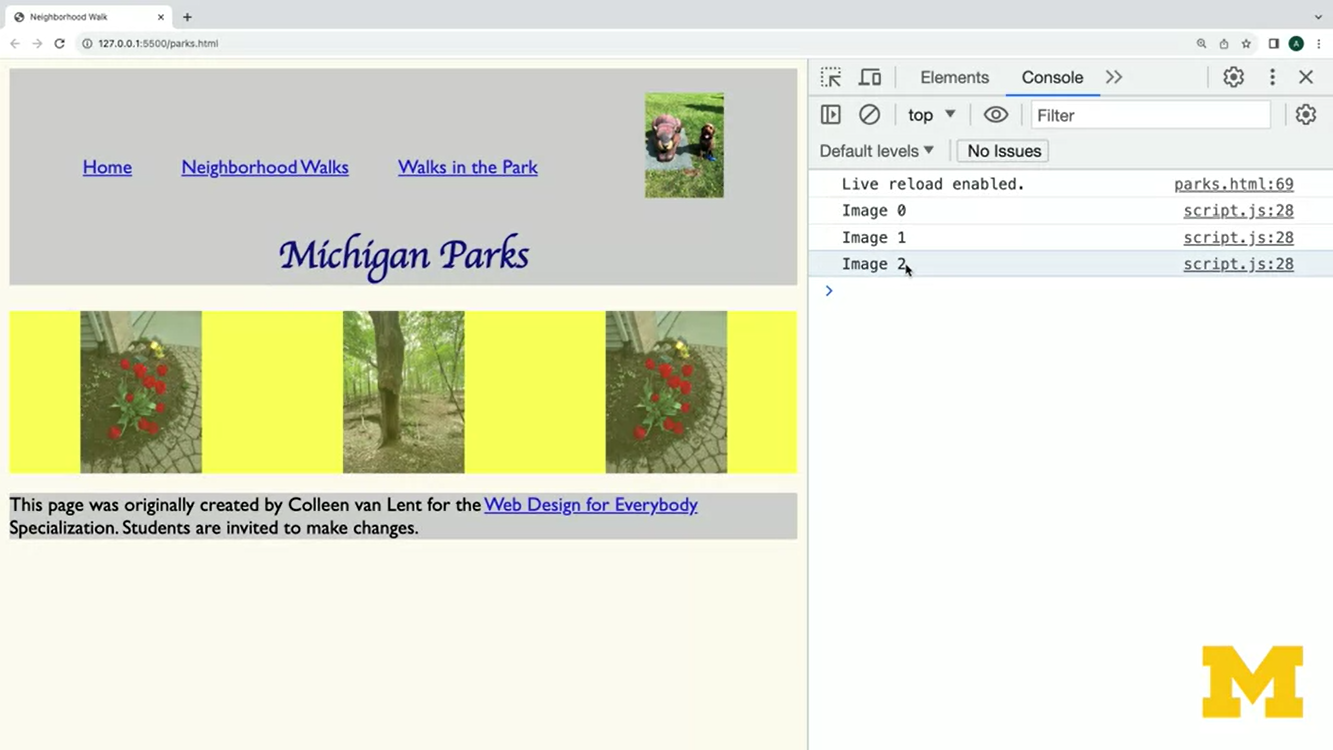 Neighborhood Walk
127.0.0.1:5500/parks.html
A
Home Neighborhood Walks Walks in the Park
Michigan Parks
This page was originally created by Colleen van Lent for the Web Design for Everybody
Specialization. Students are invited to make changes.
Elements Console
top Filter
Default levels No Issues
Live reload enabled. parks.html:69
Image 0 script.js:28
Image 1 script.js:28
Image 2 script.js:28
M